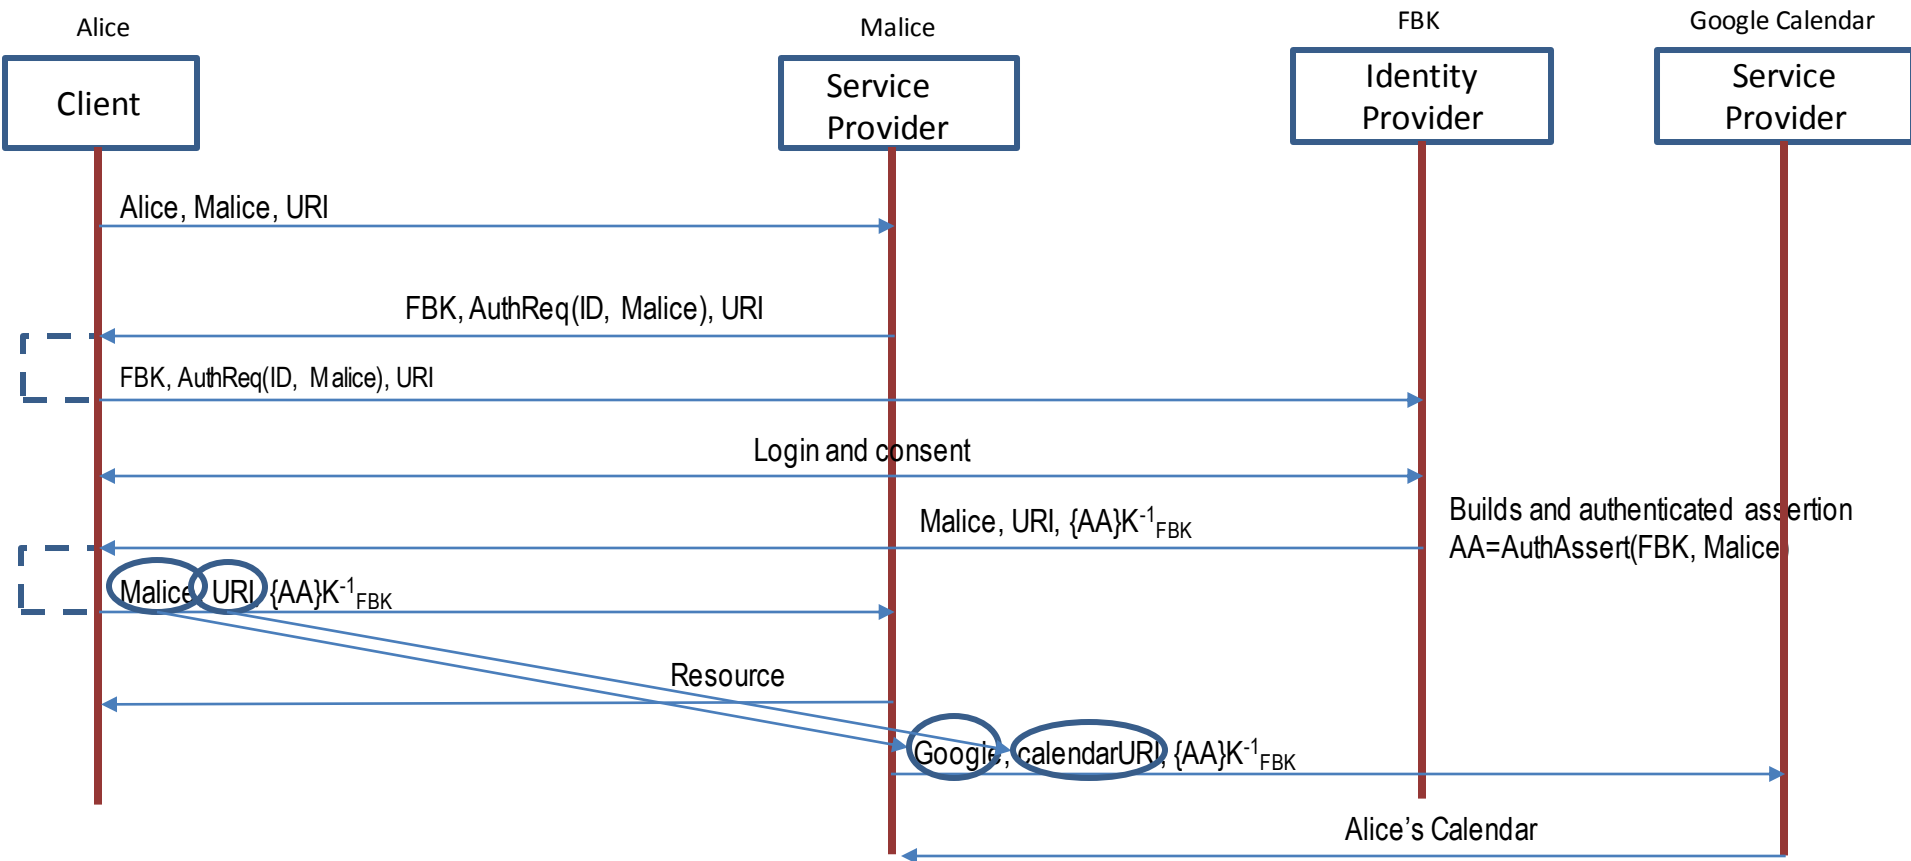 Alice
Malice
FBK
Google Calendar
Client
Service
Provider
Identity
Provider
Service
Provider
Alice, Malice, URI
FBK, AuthReq(ID, Malice), URI
FBK, AuthReq(ID, Malice), URI
Login and consent
Malice, URI, {AA}K⁻¹FBK
Builds and authenticated assertion
AA=AuthAssert(FBK, Malice)
Malice, URI, {AA}K⁻¹FBK
Resource
Google, calendarURI, {AA}K⁻¹FBK
Alice's Calendar